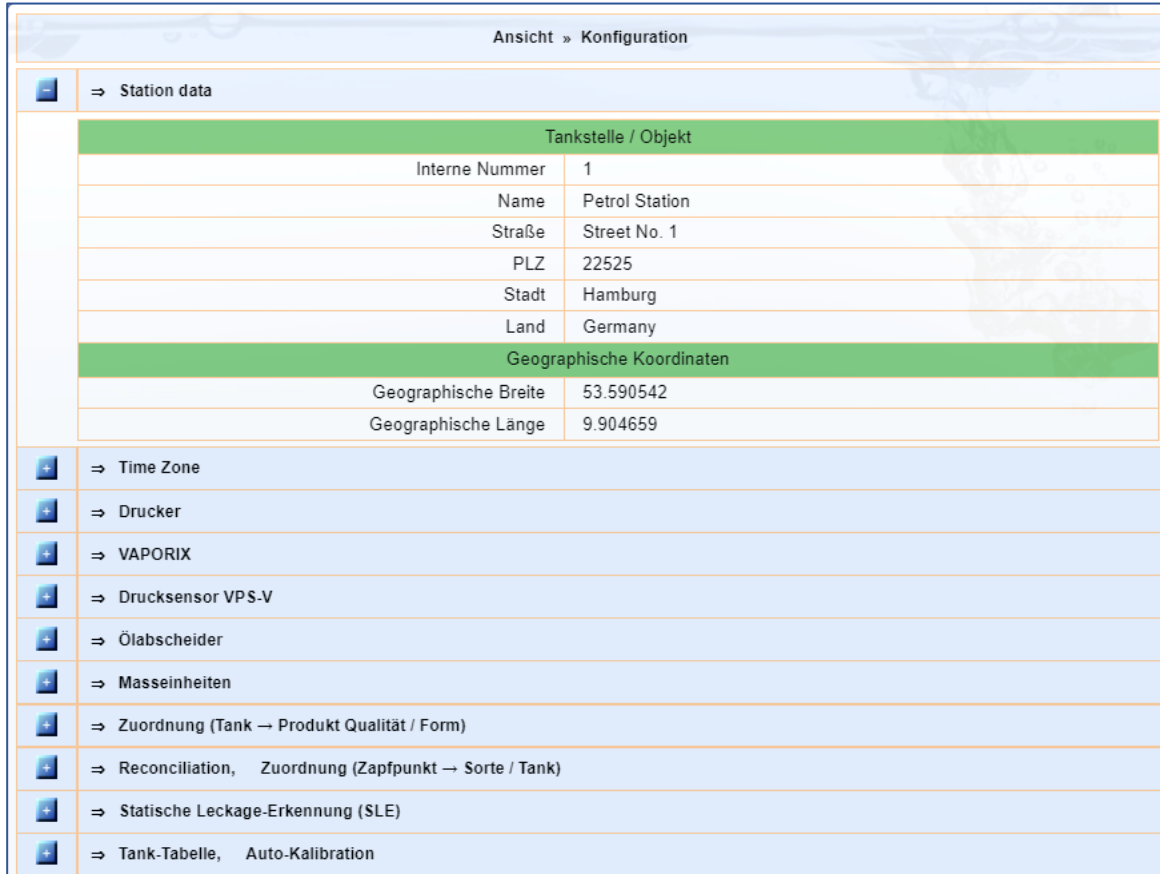 Ansicht » Konfiguration
⇒ Station data
Tankstelle / Objekt
Interne Nummer 1
Name Petrol Station
Straße Street No. 1
PLZ 22525
Stadt Hamburg
Land Germany
Geographische Koordinaten
Geographische Breite 53.590542
Geographische Länge 9.904659
⇒ Time Zone
⇒ Drucker
⇒ VAPORIX
⇒ Drucksensor VPS-V
⇒ Ölabscheider
⇒ Masseinheiten
⇒ Zuordnung (Tank → Produkt Qualität / Form)
⇒ Reconciliation, Zuordnung (Zapfpunkt → Sorte / Tank)
⇒ Statische Leckage-Erkennung (SLE)
⇒ Tank-Tabelle, Auto-Kalibration